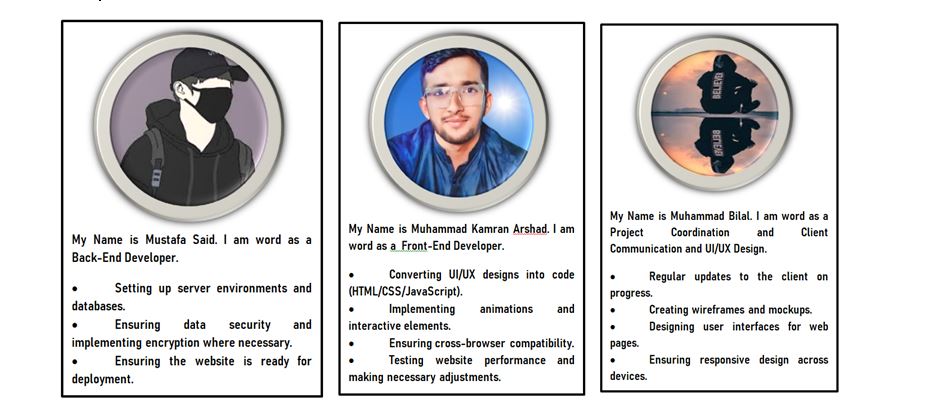 My Name is Mustafa Said. I am word as a
Back-End Developer.
• Setting up server environments and
databases.
• Ensuring data security and
implementing encryption where necessary.
• Ensuring the website is ready for
deployment.
My Name is Muhammad Kamran Arshad. I am
word as a Front-End Developer.
• Converting UI/UX designs into code
(HTML/CSS/JavaScript).
• Implementing animations and
interactive elements.
• Ensuring cross-browser compatibility.
• Testing website performance and
making necessary adjustments.
BELIEVER
BELIEVER
My Name is Muhammad Bilal. I am word as a
Project Coordination and Client
Communication and UI/UX Design.
• Regular updates to the client on
progress.
• Creating wireframes and mockups.
• Designing user interfaces for web
pages.
• Ensuring responsive design across
devices.